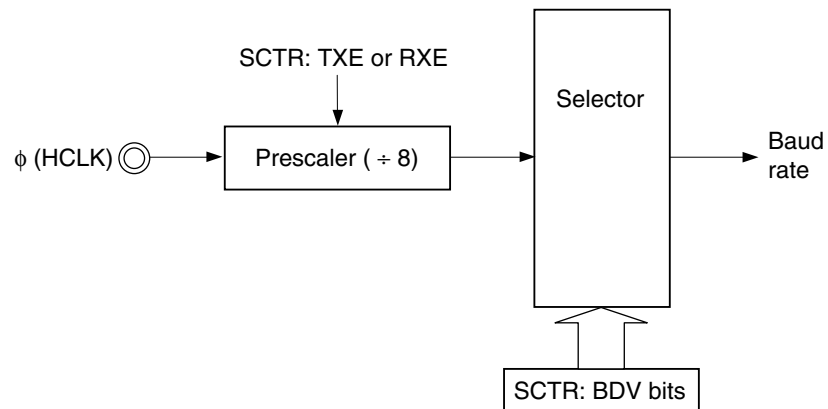 SCTR: TXE or RXE
Selector
ϕ (HCLK)
Prescaler ( ÷ 8)
Baud
rate
SCTR: BDV bits